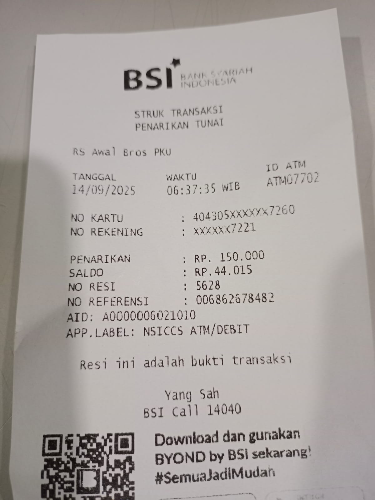 BSI BANK SYARIAH
INDONESIA
STRUK TRANSAKSI
PENARIKAN TUNAI
RS Awal Bros PKU
TANGGAL WAKTU ID ATM
14/09/2025 06:37:35 WIB ATM07702
NO KARTU : 404305XXXXXX7260
NO REKENING : XXXXXX7221
PENARIKAN : RP. 150.000
SALDO : RP.44.015
NO RESI : 5628
NO REFERENSI : 006862678482
AID: A0000006021010
APP.LABEL: NSICCS ATM/DEBIT
Resi ini adalah bukti transaksi
Yang Sah
BSI Call 14040
Download dan gunakan
BYOND by BSI sekarang!
#SemuaJadiMudah